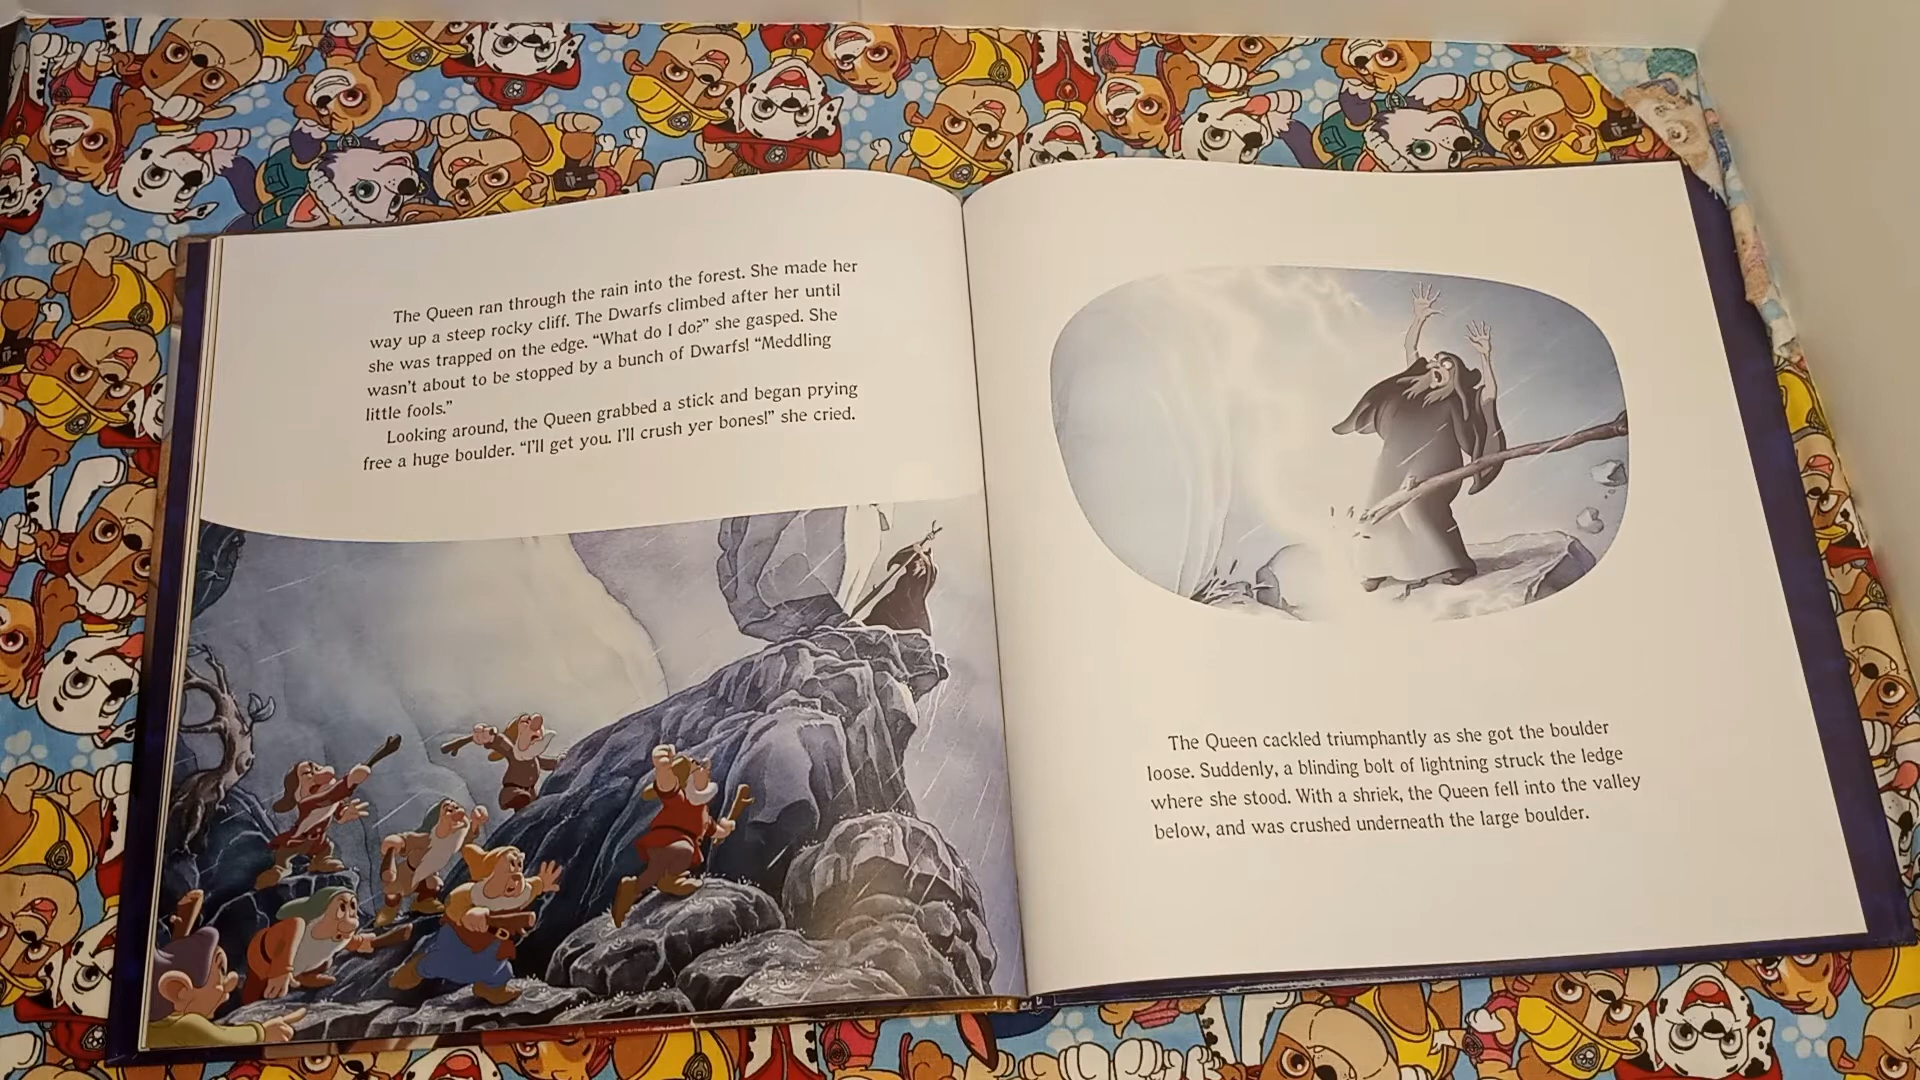 The Queen ran through the rain into the forest. She made her
way up a steep rocky cliff. The Dwarfs climbed after her until
she was trapped on the edge. “What do I do?” she gasped. She
wasn’t about to be stopped by a bunch of Dwarfs! “Meddling
little fools.”
Looking around, the Queen grabbed a stick and began prying
free a huge boulder. “I’ll get you. I’ll crush yer bones!” she cried.
The Queen cackled triumphantly as she got the boulder
loose. Suddenly, a blinding bolt of lightning struck the ledge
where she stood. With a shriek, the Queen fell into the valley
below, and was crushed underneath the large boulder.